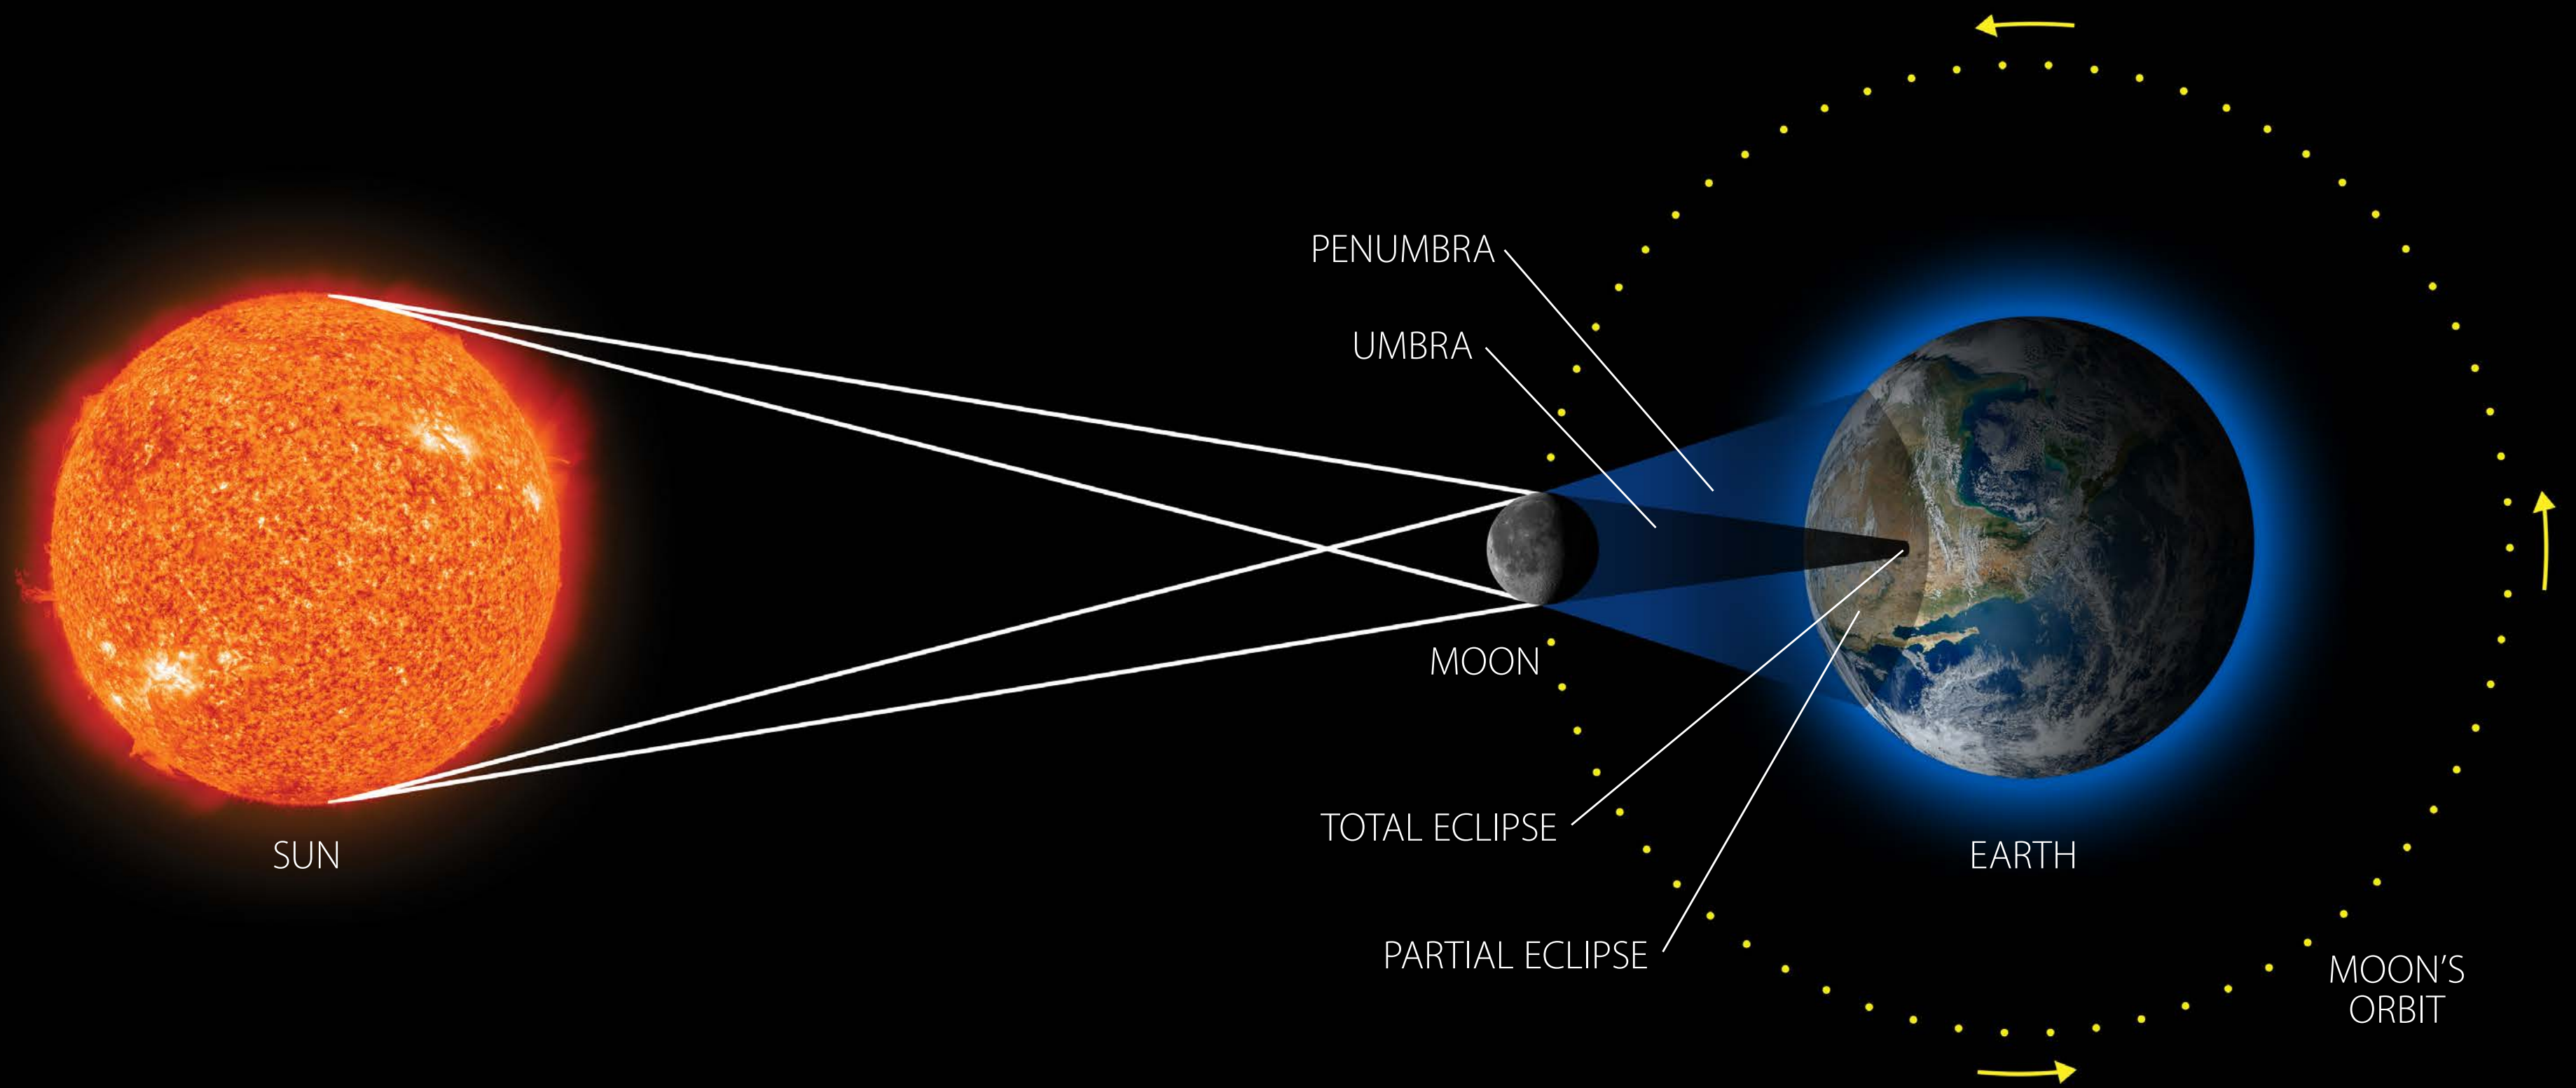 PENUMBRA
UMBRA
MOON
TOTAL ECLIPSE
SUN
EARTH
PARTIAL ECLIPSE
MOON'S
ORBIT